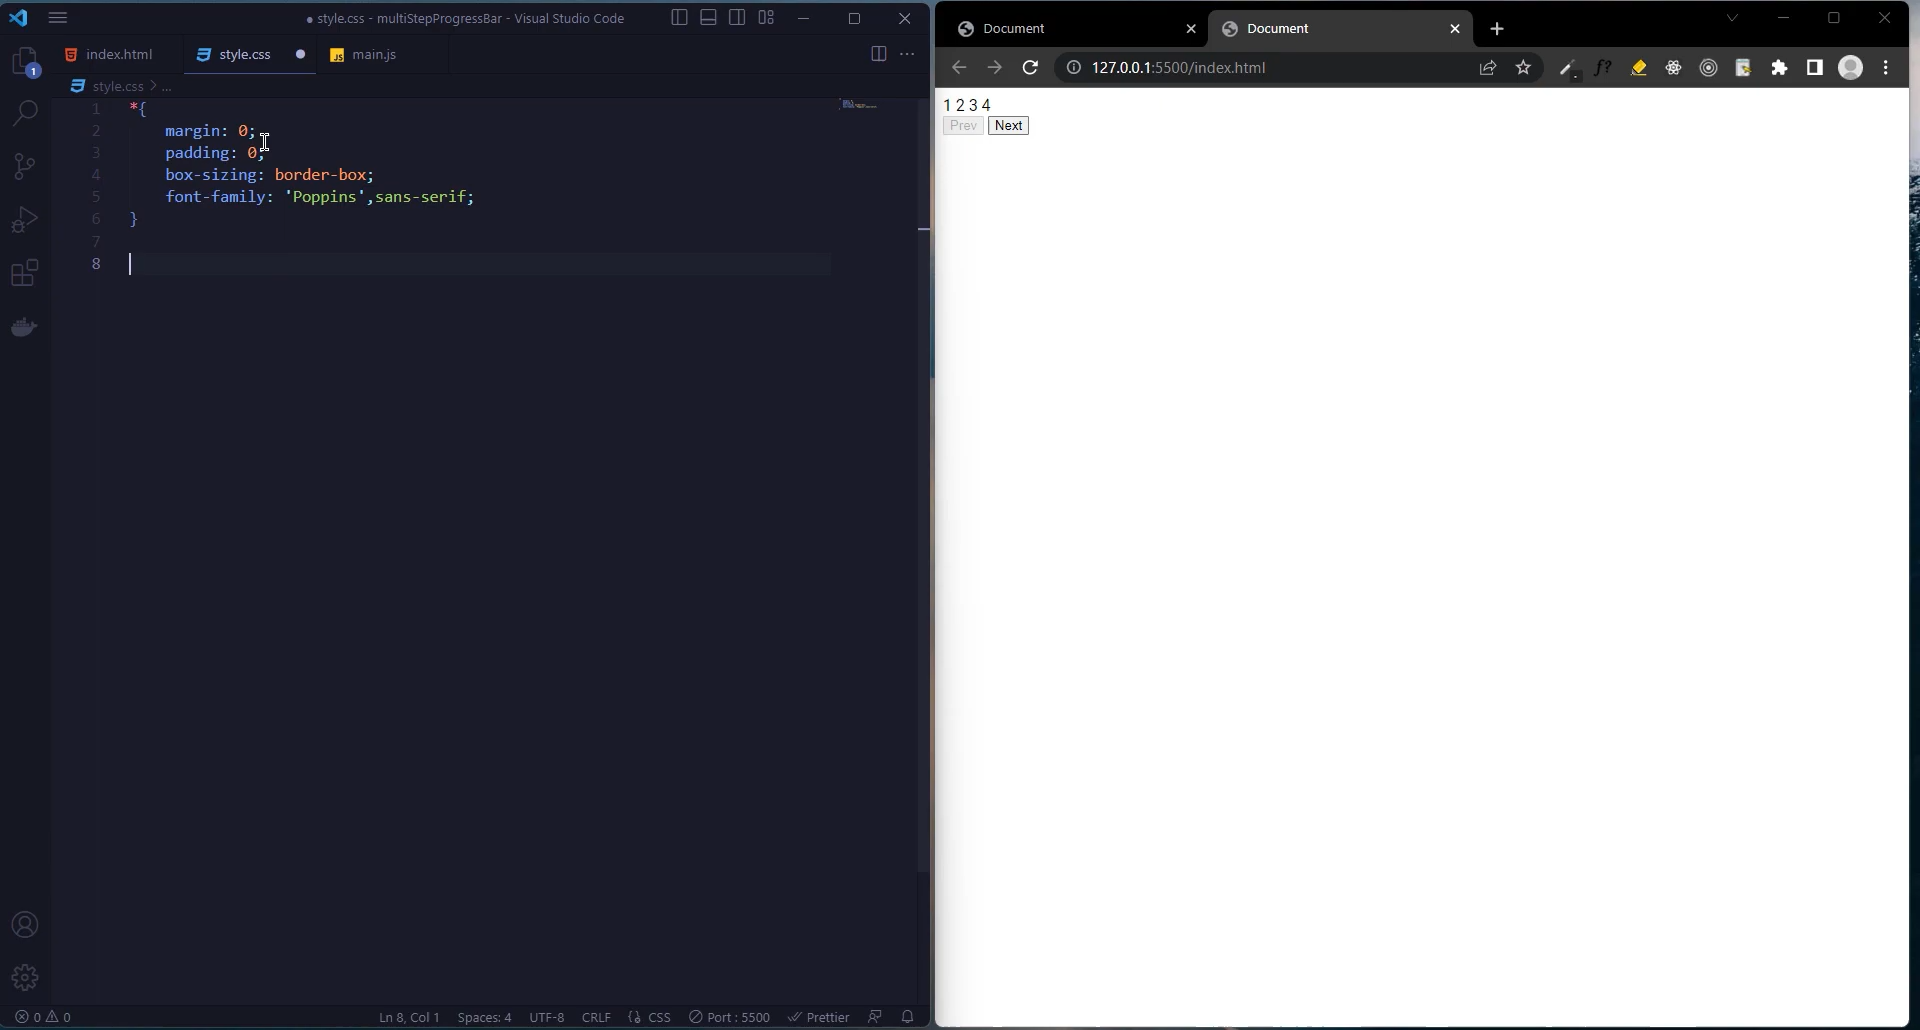 ● style.css - multiStepProgressBar - Visual Studio Code
index.html
style.css
JS main.js
style.css > ...
1 *{
2 margin: 0;
3 padding: 0;
4 box-sizing: border-box;
5 font-family: 'Poppins',sans-serif;
6 }
7
8
1
0 0
Ln 8, Col 1
Spaces: 4
UTF-8
CRLF
{} CSS
Port : 5500
Prettier
Document
Document
127.0.0.1:5500/index.html
f?
1 2 3 4
Prev Next